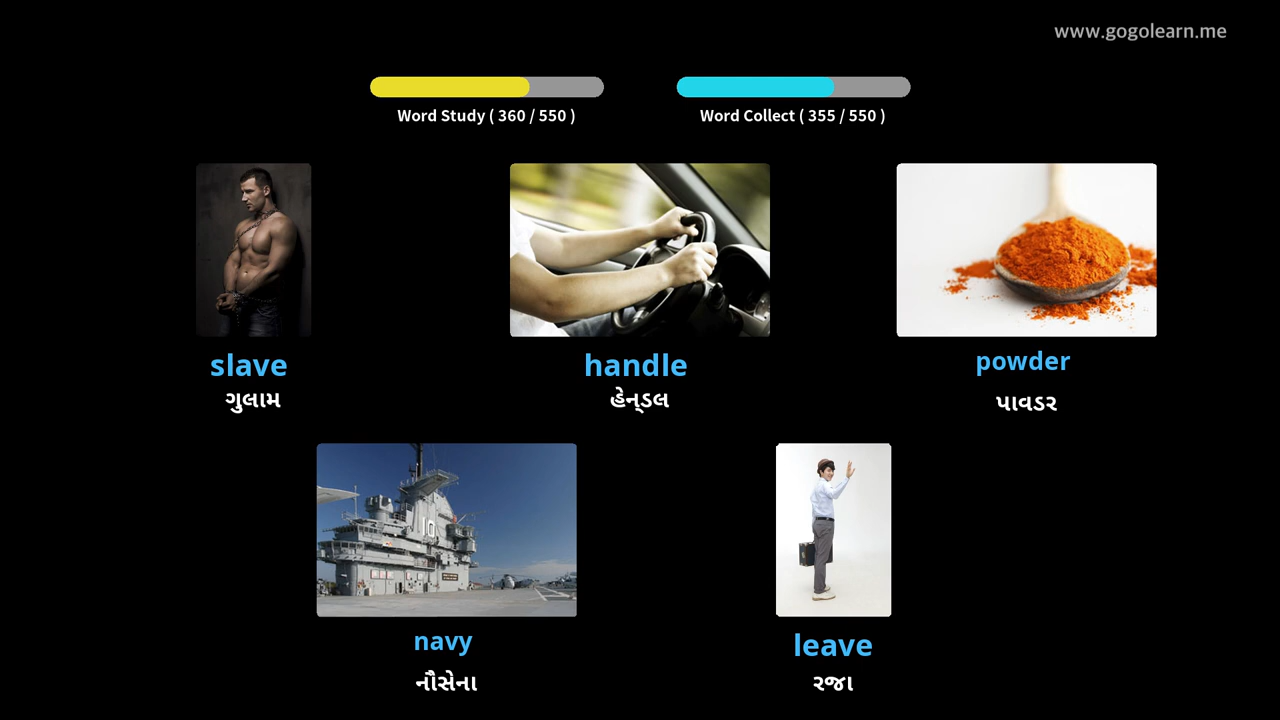 www.gogolearn.me
Word Study ( 360 / 550 )
Word Collect ( 355 / 550 )
slave
ગુલામ
handle
હેન્ડલ
powder
પાવડર
10
navy
નૌસેના
leave
રજા